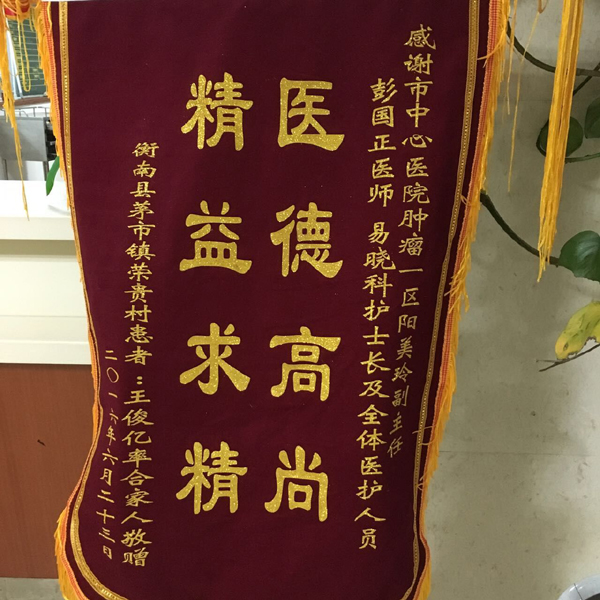 感谢市中心医院肿瘤一区阳美玲副主任
彭国正医师 易晓科护士长及全体医护人员
医德高尚
精益求精
衡南县茅市镇荣贵村患者：王俊亿率合家人敬赠
二〇一六年六月二十三日